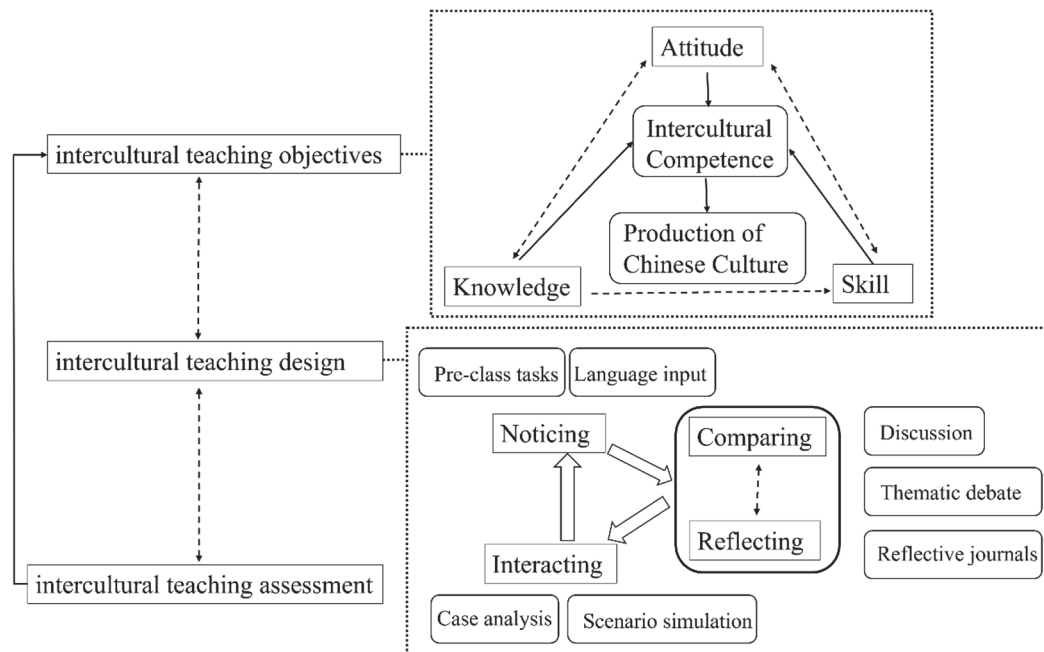 Attitude
intercultural teaching objectives
Intercultural
Competence
Production of
Chinese Culture
Knowledge
Skill
intercultural teaching design
Pre-class tasks
Language input
Noticing
Comparing
Discussion
Thematic debate
Reflecting
Reflective journals
Interacting
intercultural teaching assessment
Case analysis
Scenario simulation